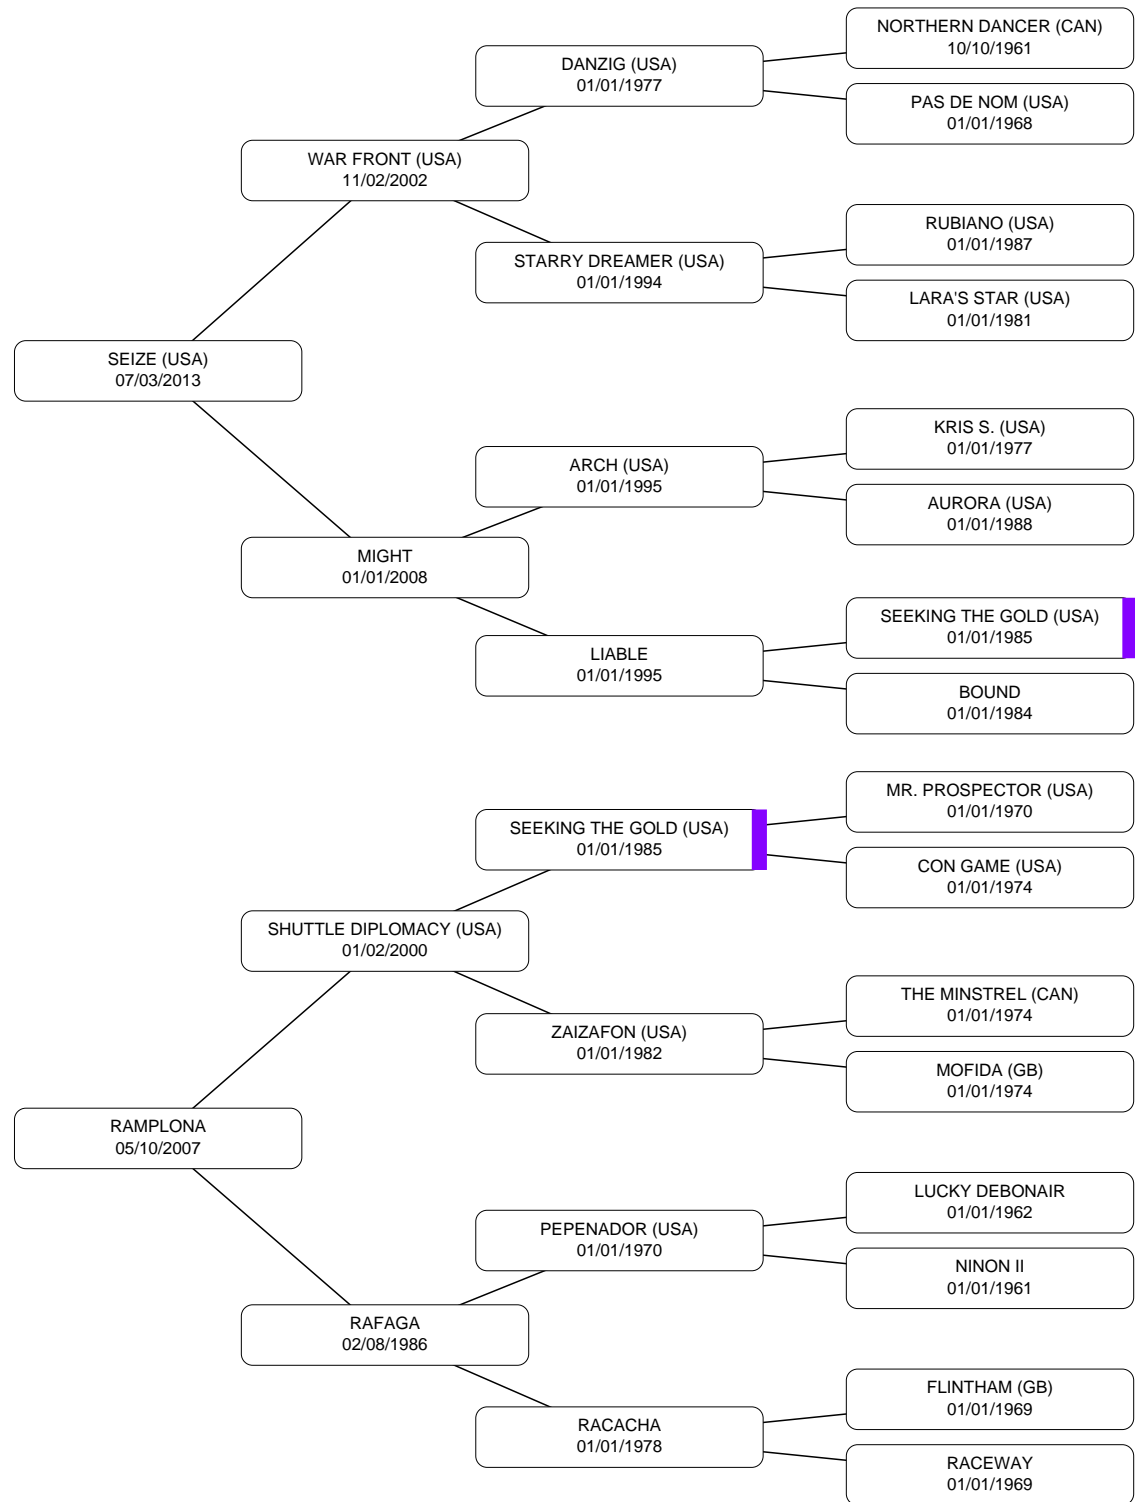 NORTHERN DANCER (CAN)
10/10/1961
DANZIG (USA)
01/01/1977
PAS DE NOM (USA)
01/01/1968
WAR FRONT (USA)
11/02/2002
RUBIANO (USA)
01/01/1987
STARRY DREAMER (USA)
01/01/1994
LARA'S STAR (USA)
01/01/1981
SEIZE (USA)
07/03/2013
KRIS S. (USA)
01/01/1977
ARCH (USA)
01/01/1995
AURORA (USA)
01/01/1988
MIGHT
01/01/2008
SEEKING THE GOLD (USA)
01/01/1985
LIABLE
01/01/1995
BOUND
01/01/1984
MR. PROSPECTOR (USA)
01/01/1970
SEEKING THE GOLD (USA)
01/01/1985
CON GAME (USA)
01/01/1974
SHUTTLE DIPLOMACY (USA)
01/02/2000
THE MINSTREL (CAN)
01/01/1974
ZAIZAFON (USA)
01/01/1982
MOFIDA (GB)
01/01/1974
RAMPLONA
05/10/2007
LUCKY DEBONAIR
01/01/1962
PEPENADOR (USA)
01/01/1970
NINON II
01/01/1961
RAFAGA
02/08/1986
FLINTHAM (GB)
01/01/1969
RACACHA
01/01/1978
RACEWAY
01/01/1969